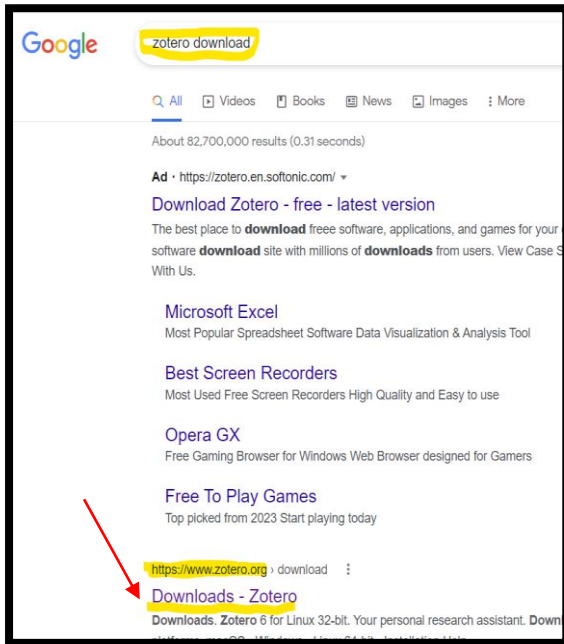 Google
zotero download
All Videos Books News Images More
About 82,700,000 results (0.31 seconds)
Ad · https://zotero.en.softonic.com/
Download Zotero - free - latest version
The best place to download freee software, applications, and games for your
software download site with millions of downloads from users. View Case S
With Us.
Microsoft Excel
Most Popular Spreadsheet Software Data Visualization & Analysis Tool
Best Screen Recorders
Most Used Free Screen Recorders High Quality and Easy to use
Opera GX
Free Gaming Browser for Windows Web Browser designed for Gamers
Free To Play Games
Top picked from 2023 Start playing today
https://www.zotero.org › download
Downloads - Zotero
Downloads. Zotero 6 for Linux 32-bit. Your personal research assistant. Downl